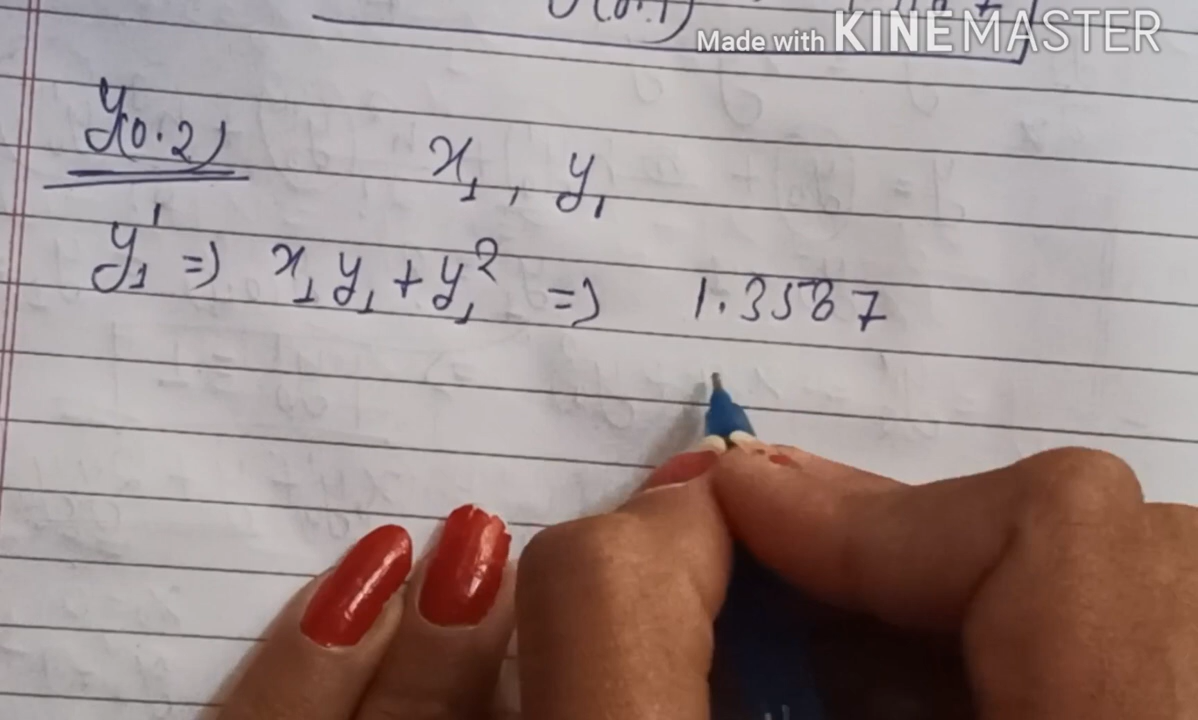 Made with KINEMASTER
y(0.2) x₁, y₁
y₁' => x₁y₁ + y₁² => 1.3587